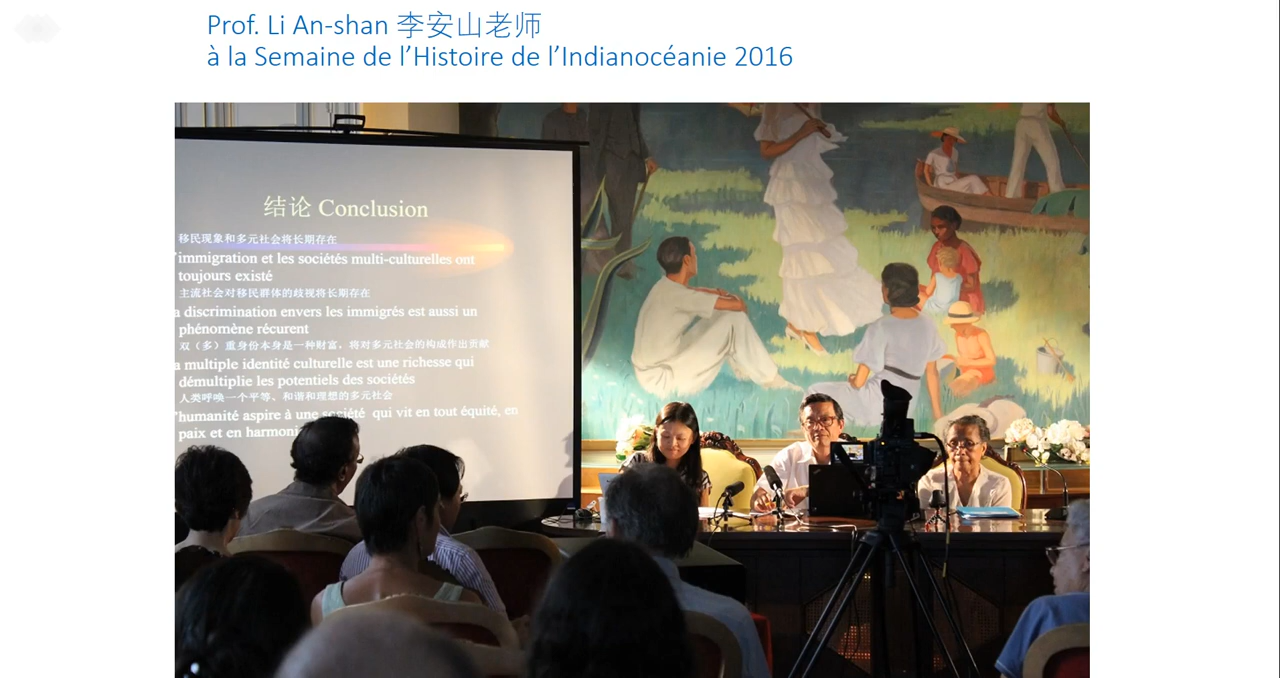 Prof. Li An-shan 李安山老师
à la Semaine de l’Histoire de l’Indianocéanie 2016
结论 Conclusion
移民现象和多元社会将长期存在
’immigration et les sociétés multi-culturelles ont
toujours existé
主流社会对移民群体的歧视将长期存在
a discrimination envers les immigrés est aussi un
phénomène récurent
双（多）重身份本身是一种财富，将对多元社会的构成作出贡献
a multiple identité culturelle est une richesse qui
démultiplie les potentiels des sociétés
人类呼唤一个平等、和谐和理想的多元社会
’humanité aspire à une société qui vit en tout équité, en
paix et en harmonie